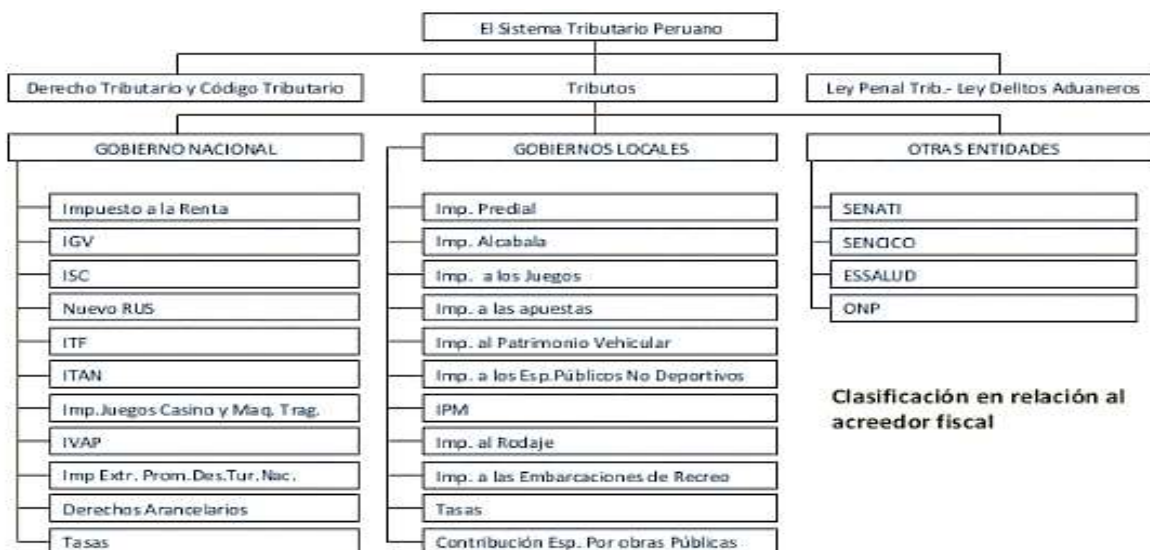 El Sistema Tributario Peruano
Derecho Tributario y Código Tributario
Tributos
Ley Penal Trib.- Ley Delitos Aduaneros
GOBIERNO NACIONAL
Impuesto a la Renta
IGV
ISC
Nuevo RUS
ITF
ITAN
Imp.Juegos Casino y Maq. Trag.
IVAP
Imp Extr. Prom.Des.Tur.Nac.
Derechos Arancelarios
Tasas
GOBIERNOS LOCALES
Imp. Predial
Imp. Alcabala
Imp. a los Juegos
Imp. a las apuestas
Imp. al Patrimonio Vehicular
Imp. a los Esp.Públicos No Deportivos
IPM
Imp. al Rodaje
Imp. a las Embarcaciones de Recreo
Tasas
Contribución Esp. Por obras Públicas
OTRAS ENTIDADES
SENATI
SENCICO
ESSALUD
ONP
Clasificación en relación al
acreedor fiscal